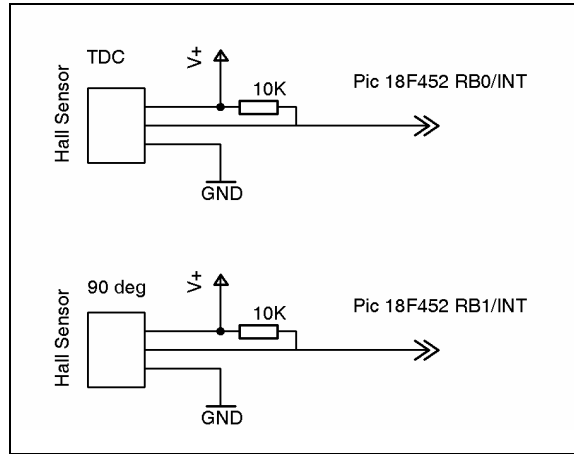 TDC
V+
10K
Pic 18F452 RB0/INT
Hall Sensor
GND
90 deg
V+
10K
Pic 18F452 RB1/INT
Hall Sensor
GND